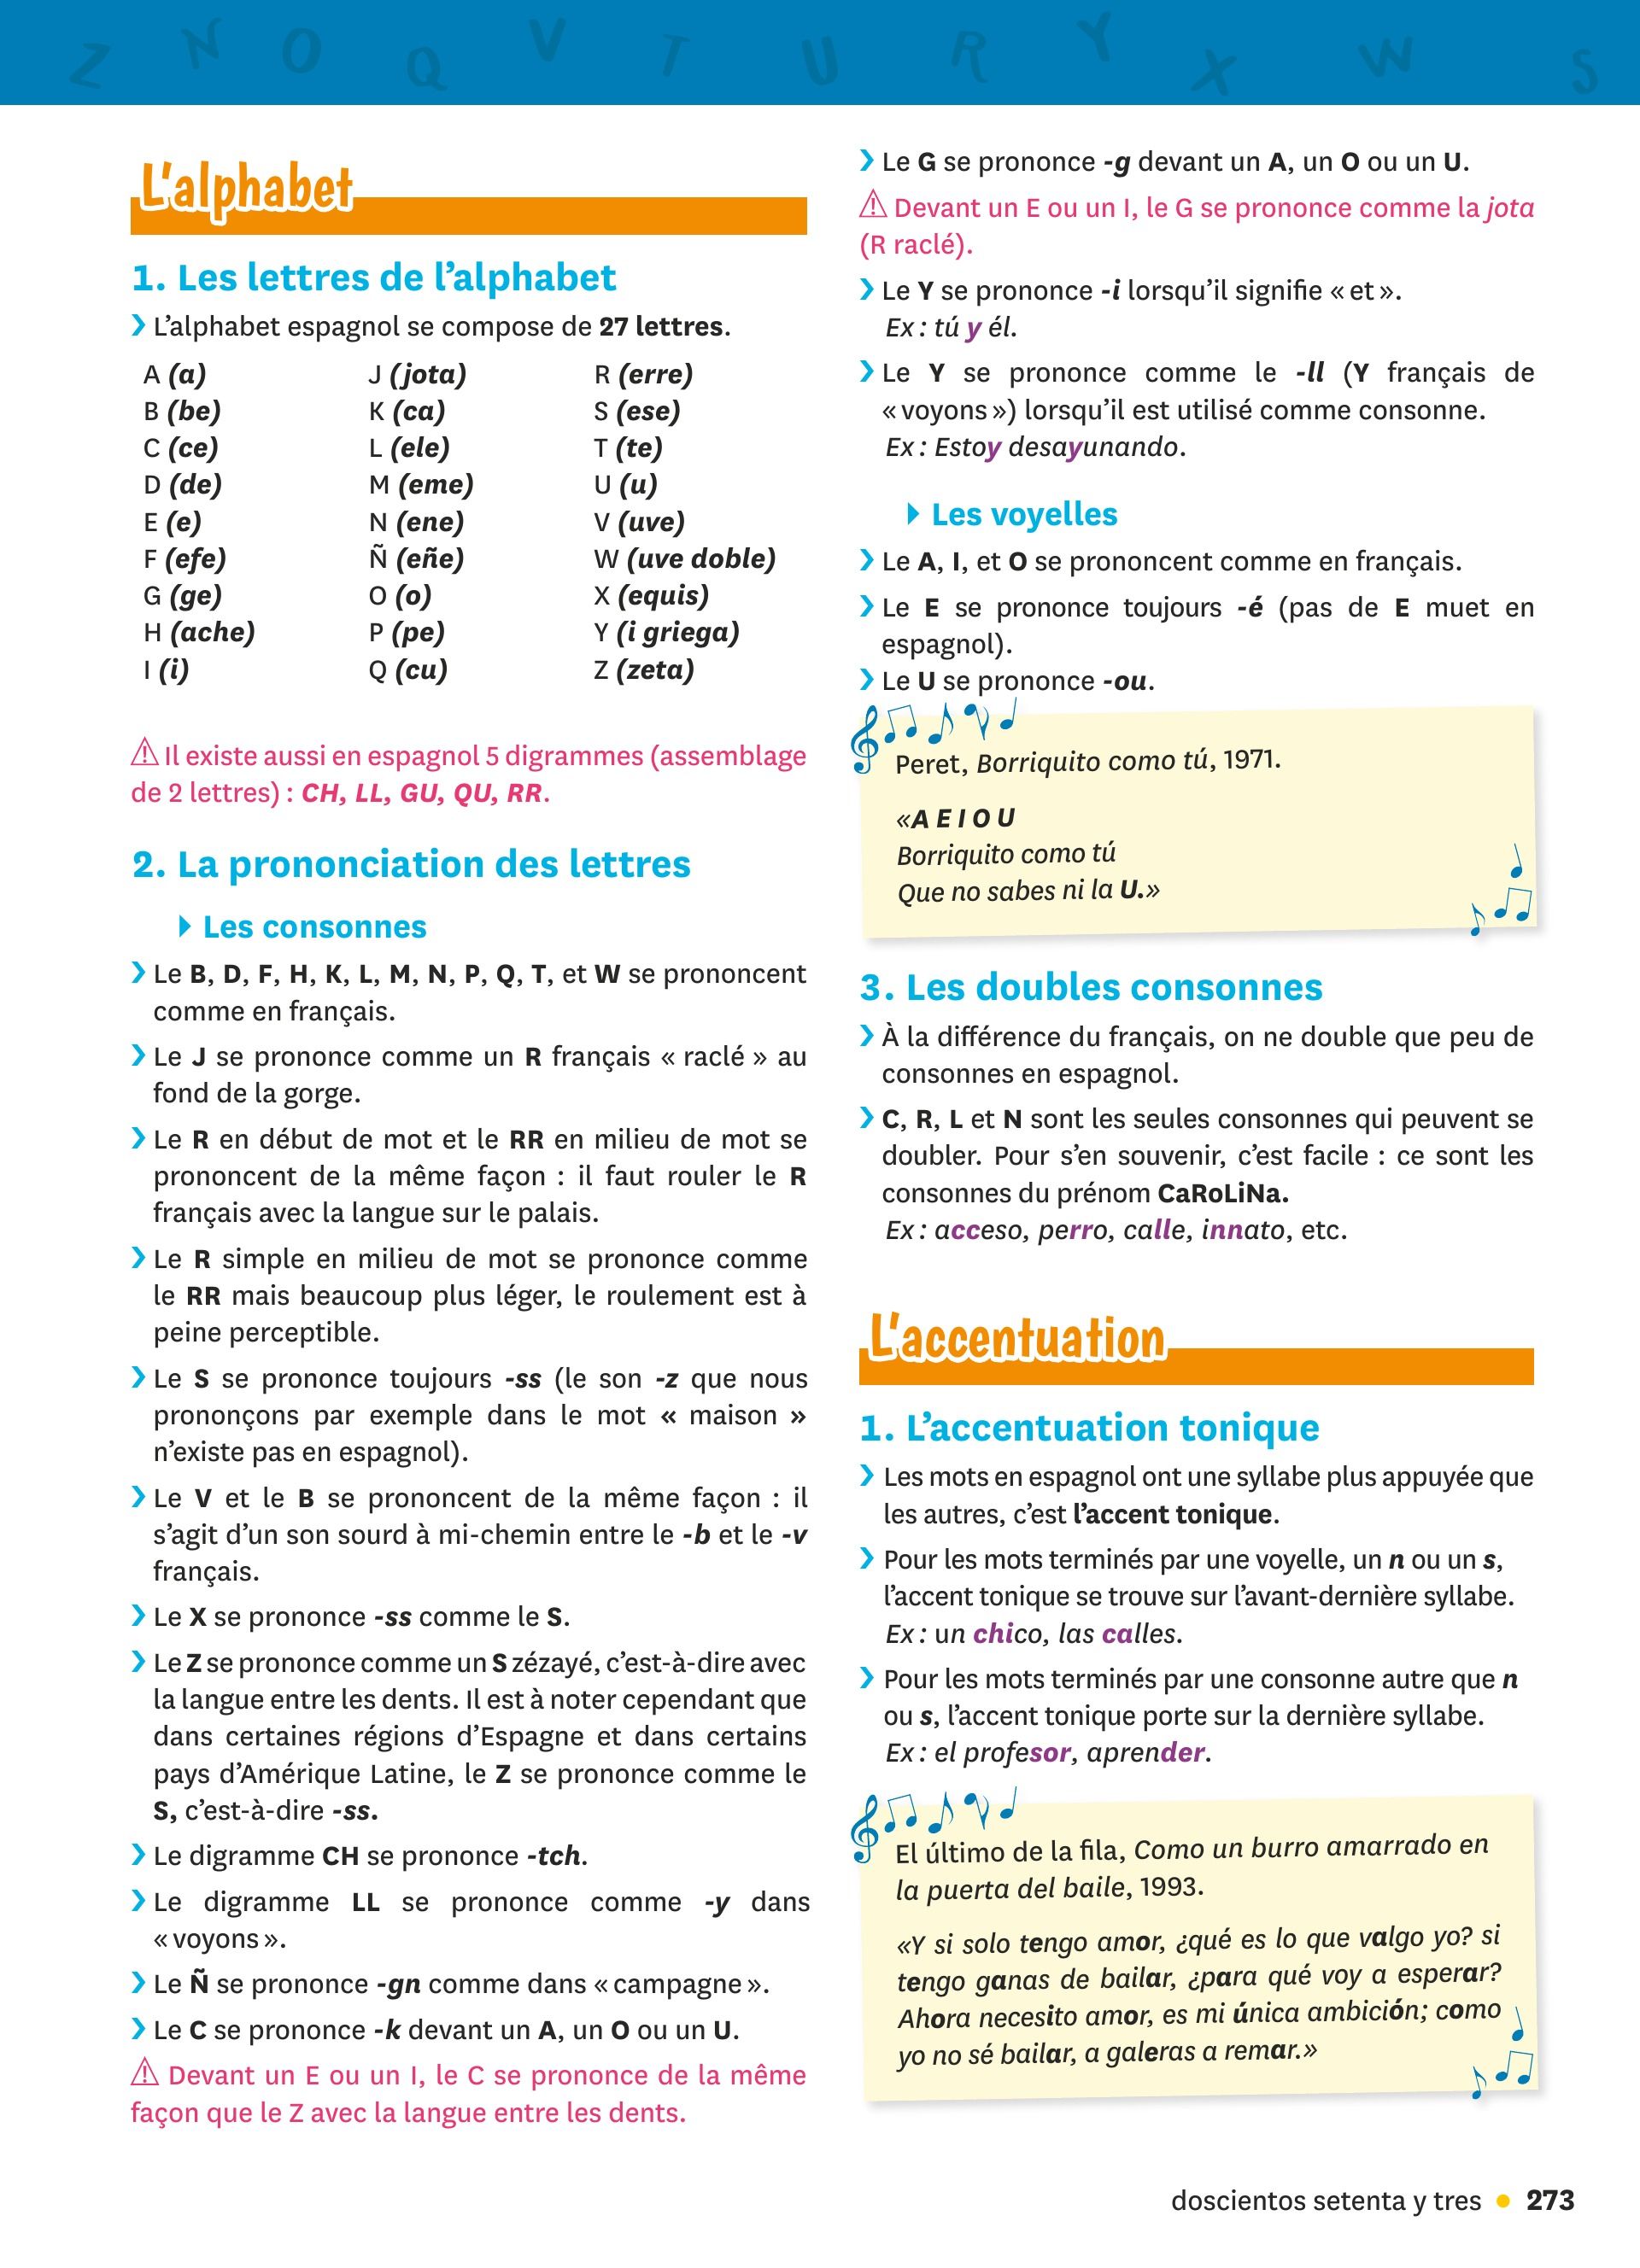 Z N O Q V T U R Y X W S
L'alphabet
1. Les lettres de l'alphabet
› L'alphabet espagnol se compose de 27 lettres.
A (a) J (jota) R (erre)
B (be) K (ca) S (ese)
C (ce) L (ele) T (te)
D (de) M (eme) U (u)
E (e) N (ene) V (uve)
F (efe) Ñ (eñe) W (uve doble)
G (ge) O (o) X (equis)
H (ache) P (pe) Y (i griega)
I (i) Q (cu) Z (zeta)
⚠ Il existe aussi en espagnol 5 digrammes (assemblage
de 2 lettres) : CH, LL, GU, QU, RR.
2. La prononciation des lettres
Les consonnes
› Le B, D, F, H, K, L, M, N, P, Q, T, et W se prononcent
comme en français.
› Le J se prononce comme un R français « raclé » au
fond de la gorge.
› Le R en début de mot et le RR en milieu de mot se
prononcent de la même façon : il faut rouler le R
français avec la langue sur le palais.
› Le R simple en milieu de mot se prononce comme
le RR mais beaucoup plus léger, le roulement est à
peine perceptible.
› Le S se prononce toujours -ss (le son -z que nous
prononçons par exemple dans le mot « maison »
n'existe pas en espagnol).
› Le V et le B se prononcent de la même façon : il
s'agit d'un son sourd à mi-chemin entre le -b et le -v
français.
› Le X se prononce -ss comme le S.
› Le Z se prononce comme un S zézayé, c'est-à-dire avec
la langue entre les dents. Il est à noter cependant que
dans certaines régions d'Espagne et dans certains
pays d'Amérique Latine, le Z se prononce comme le
S, c'est-à-dire -ss.
› Le digramme CH se prononce -tch.
› Le digramme LL se prononce comme -y dans
« voyons ».
› Le Ñ se prononce -gn comme dans « campagne ».
› Le C se prononce -k devant un A, un O ou un U.
⚠ Devant un E ou un I, le C se prononce de la même
façon que le Z avec la langue entre les dents.
› Le G se prononce -g devant un A, un O ou un U.
⚠ Devant un E ou un I, le G se prononce comme la jota
(R raclé).
› Le Y se prononce -i lorsqu'il signifie « et ».
Ex : tú y él.
› Le Y se prononce comme le -ll (Y français de
« voyons ») lorsqu'il est utilisé comme consonne.
Ex : Estoy desayunando.
Les voyelles
› Le A, I, et O se prononcent comme en français.
› Le E se prononce toujours -é (pas de E muet en
espagnol).
› Le U se prononce -ou.
Peret, Borriquito como tú, 1971.
«A E I O U
Borriquito como tú
Que no sabes ni la U.»
3. Les doubles consonnes
› À la différence du français, on ne double que peu de
consonnes en espagnol.
› C, R, L et N sont les seules consonnes qui peuvent se
doubler. Pour s'en souvenir, c'est facile : ce sont les
consonnes du prénom CaRoLiNa.
Ex : acceso, perro, calle, innato, etc.
L'accentuation
1. L'accentuation tonique
› Les mots en espagnol ont une syllabe plus appuyée que
les autres, c'est l'accent tonique.
› Pour les mots terminés par une voyelle, un n ou un s,
l'accent tonique se trouve sur l'avant-dernière syllabe.
Ex : un chico, las calles.
› Pour les mots terminés par une consonne autre que n
ou s, l'accent tonique porte sur la dernière syllabe.
Ex : el profesor, aprender.
El último de la fila, Como un burro amarrado en
la puerta del baile, 1993.
«Y si solo tengo amor, ¿qué es lo que valgo yo? si
tengo ganas de bailar, ¿para qué voy a esperar?
Ahora necesito amor, es mi única ambición; como
yo no sé bailar, a galeras a remar.»
doscientos setenta y tres • 273